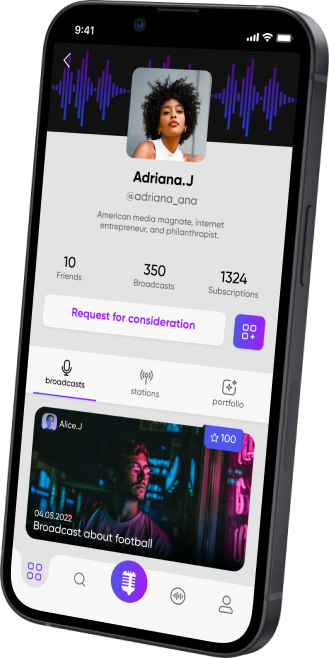 9:41
Adriana.J
@adriana_ana
American media magnate, internet
entrepreneur, and philanthropist.
10
Friends
350
Broadcasts
1324
Subscriptions
Request for consideration
broadcasts
stations
portfolio
Alice.J
100
04.05.2022
Broadcast about football